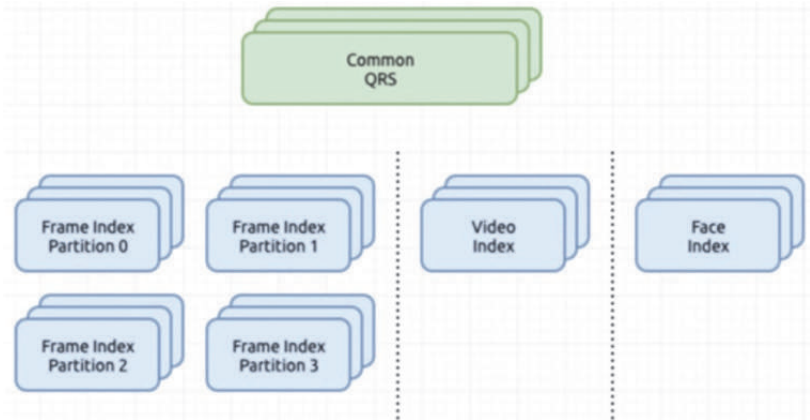 Common
QRS
Frame Index
Partition 0
Frame Index
Partition 1
Video
Index
Face
Index
Frame Index
Partition 2
Frame Index
Partition 3